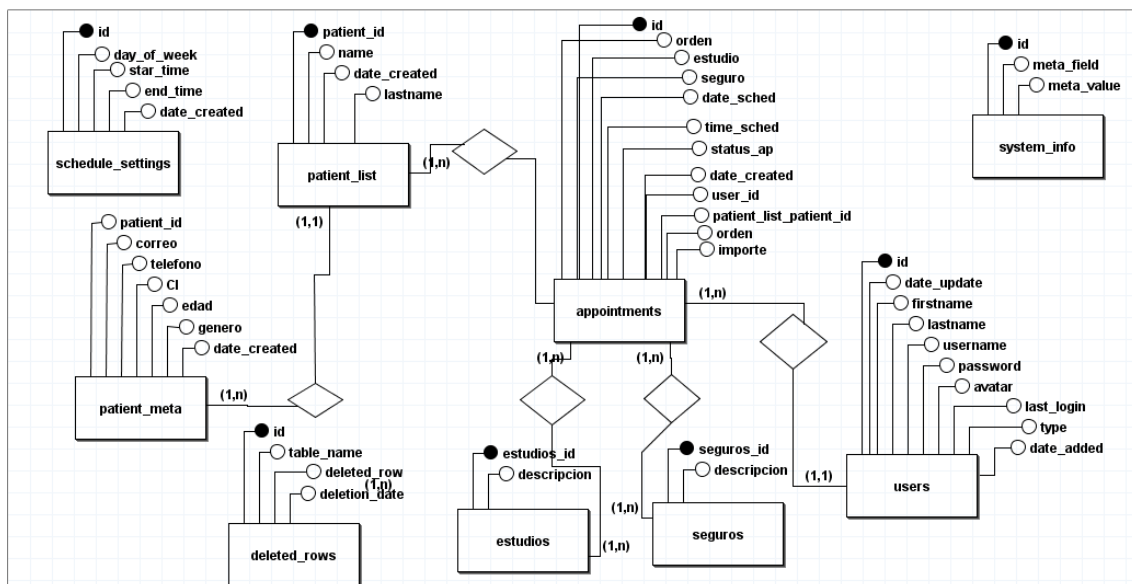 id
day_of_week
star_time
end_time
date_created
schedule_settings
patient_id
name
date_created
lastname
patient_list
(1,n)
(1,1)
id
orden
estudio
seguro
date_sched
time_sched
status_ap
date_created
user_id
patient_list_patient_id
orden
importe
appointments
(1,n)
(1,n)
(1,n)
id
meta_field
meta_value
system_info
patient_id
correo
telefono
CI
edad
genero
date_created
patient_meta
(1,n)
id
date_update
firstname
lastname
username
password
avatar
last_login
type
date_added
users
(1,1)
id
table_name
deleted_row
(1,n)
deletion_date
deleted_rows
estudios_id
descripcion
estudios
(1,n)
seguros_id
descripcion
seguros
(1,n)